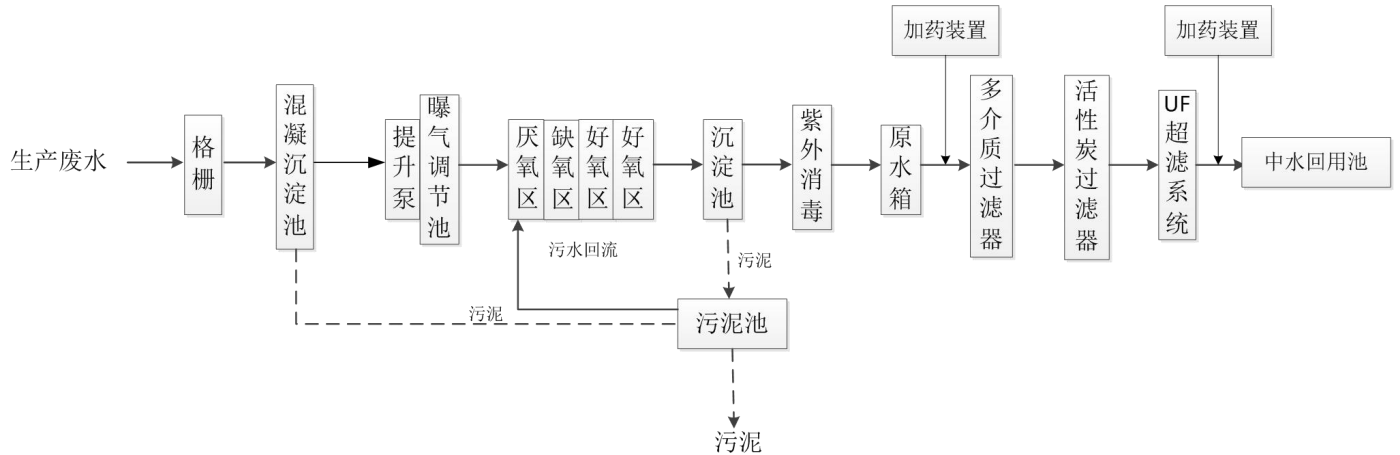 加药装置
加药装置
生产废水
格栅
混凝沉淀池
提升泵
曝气调节池
厌氧区
缺氧区
好氧区
好氧区
沉淀池
紫外消毒
原水箱
多介质过滤器
活性炭过滤器
UF超滤系统
中水回用池
污水回流
污泥
污泥
污泥池
污泥